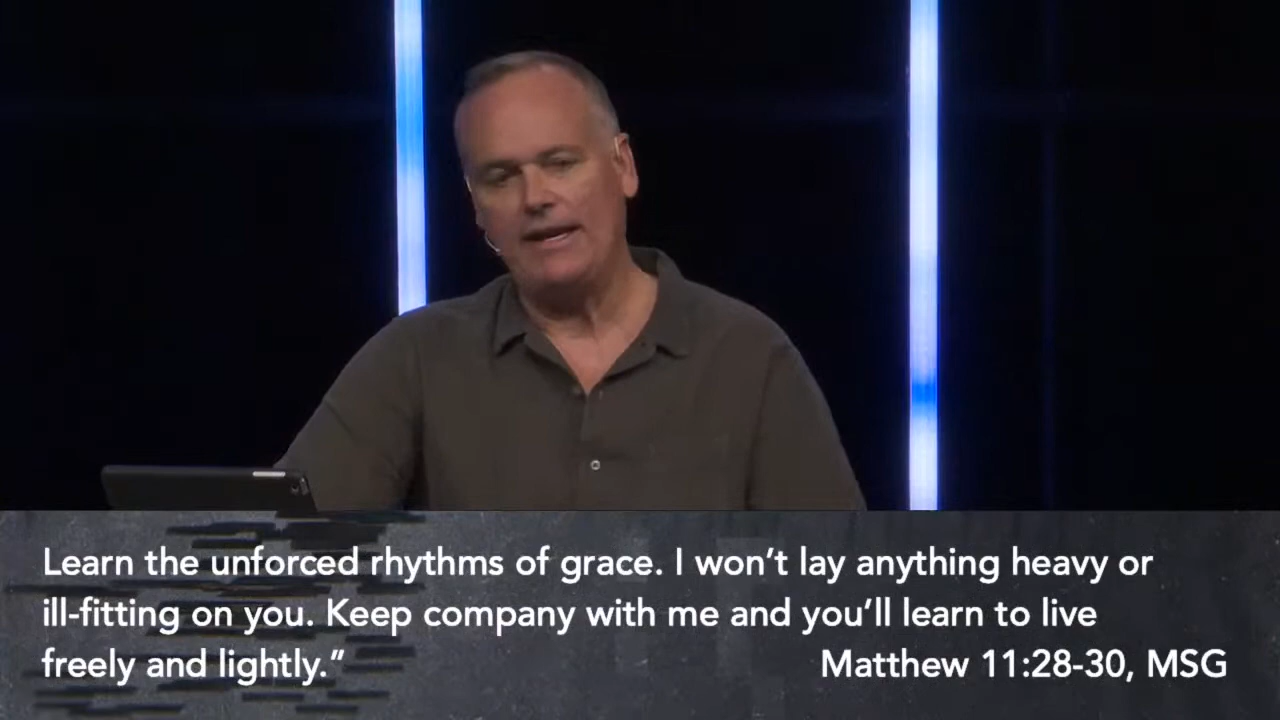 Learn the unforced rhythms of grace. I won’t lay anything heavy or
ill-fitting on you. Keep company with me and you’ll learn to live
freely and lightly.” Matthew 11:28-30, MSG